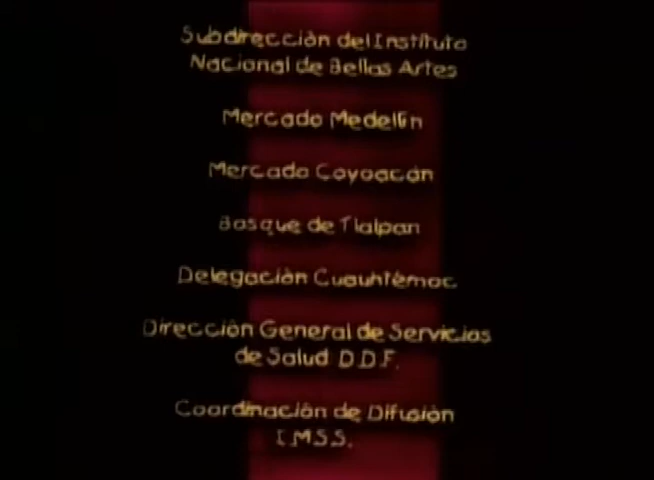 Subdirección del Instituto
Nacional de Bellas Artes
Mercado Medellín
Mercado Coyoacán
Bosque de Tlalpan
Delegación Cuauhtémoc
Dirección General de Servicios
de Salud D.D.F.
Coordinación de Difusión
I.M.S.S.